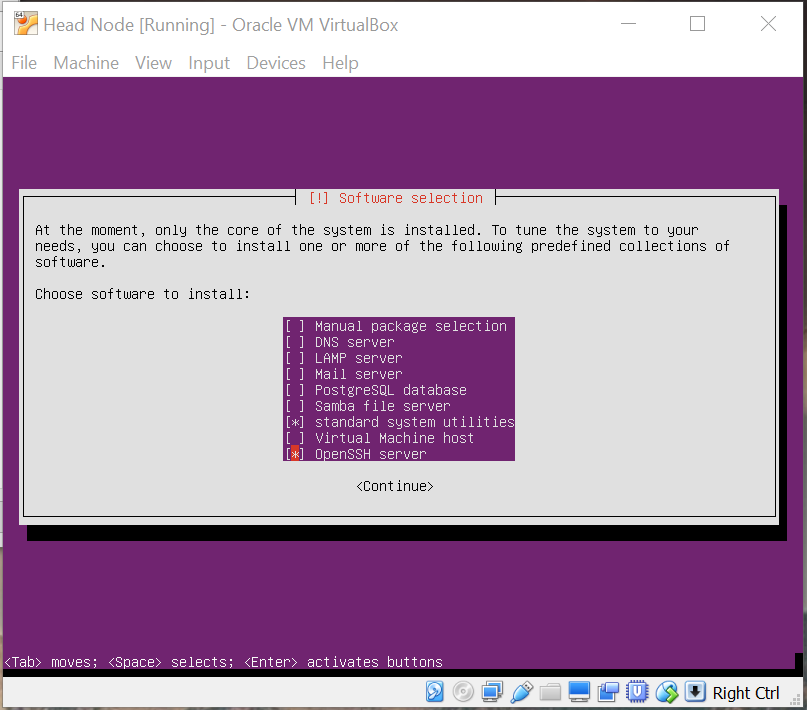 64
Head Node [Running] - Oracle VM VirtualBox
File Machine View Input Devices Help
[!] Software selection
At the moment, only the core of the system is installed. To tune the system to your
needs, you can choose to install one or more of the following predefined collections of
software.
Choose software to install:
[ ] Manual package selection
[ ] DNS server
[ ] LAMP server
[ ] Mail server
[ ] PostgreSQL database
[ ] Samba file server
[*] standard system utilities
[ ] Virtual Machine host
[*] OpenSSH server
<Continue>
<Tab> moves; <Space> selects; <Enter> activates buttons
Right Ctrl